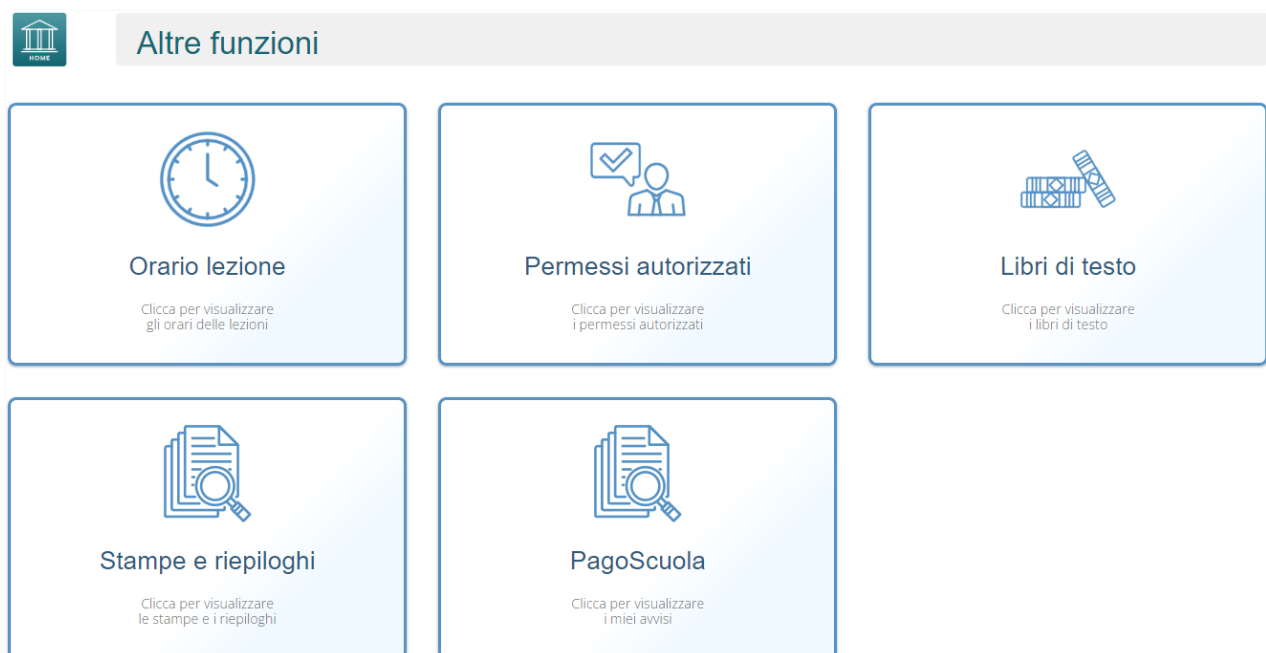 HOME
Altre funzioni
Orario lezione
Clicca per visualizzare
gli orari delle lezioni
Permessi autorizzati
Clicca per visualizzare
i permessi autorizzati
Libri di testo
Clicca per visualizzare
i libri di testo
Stampe e riepiloghi
Clicca per visualizzare
le stampe e i riepiloghi
PagoScuola
Clicca per visualizzare
i miei avvisi